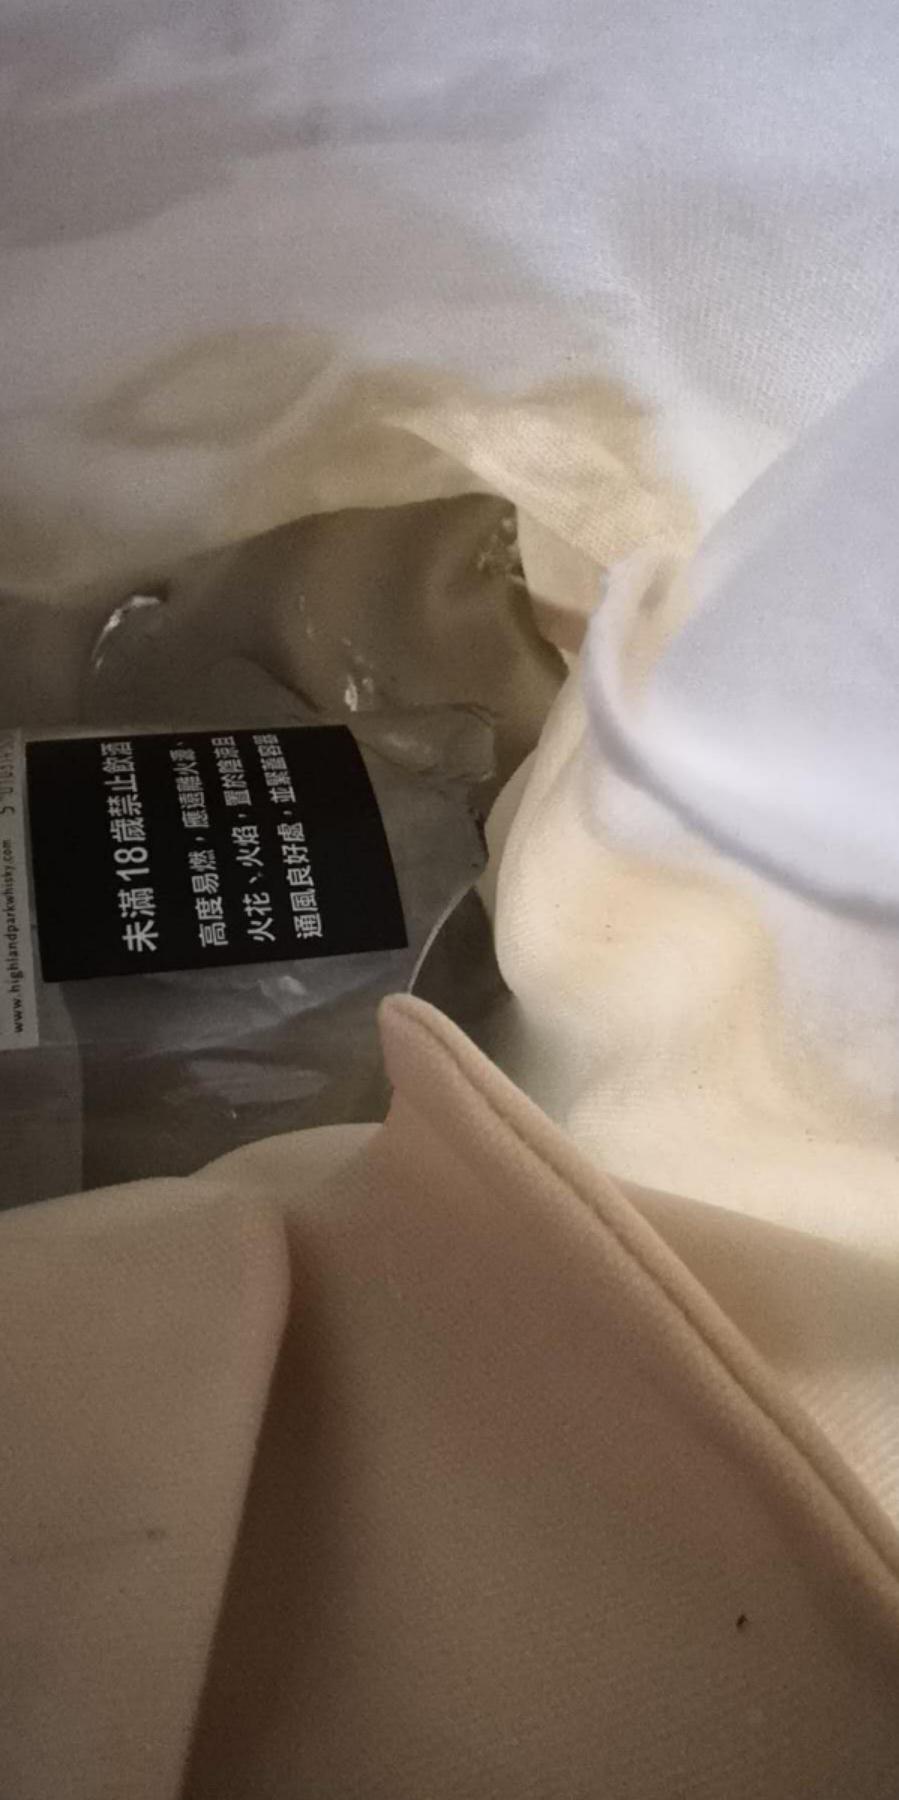 www.highlandparkwhisky.com
未滿18歲禁止飲酒
高度易燃，應遠離火源、
火花、火焰，置於陰涼且
通風良好處，並緊蓋容器